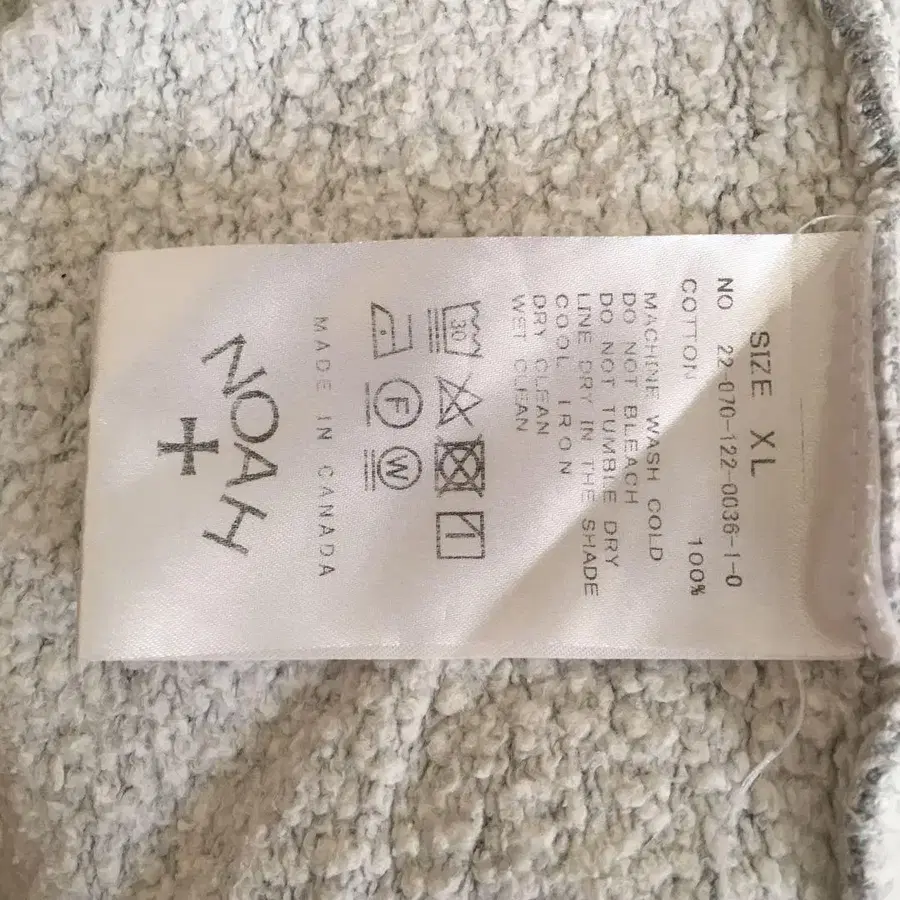 SIZE XL
NO 22-070-122-0036-1-0
COTTON 100%
MACHINE WASH COLD
DO NOT BLEACH
DO NOT TUMBLE DRY
LINE DRY IN THE SHADE
COOL IRON
DRY CLEAN
WET CLEAN
30
F W
MADE IN CANADA
NOAH